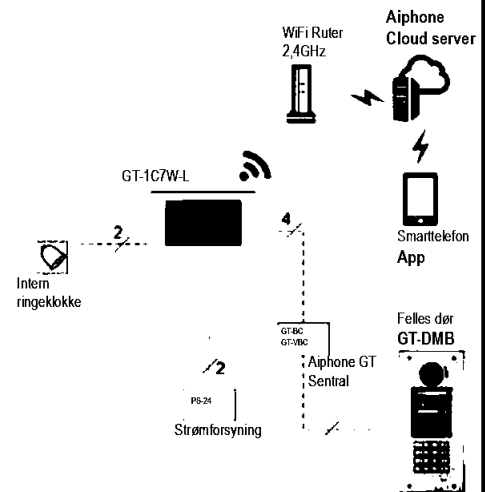 Aiphone
Cloud server
WiFi Ruter
2,4GHz
GT-1C7W-L
Smarttelefon
App
2
4
Intern
ringeklokke
Felles dør
GT-DMB
GT-BC
GT-VBC
Aiphone GT
Sentral
2
PS-24
Strømforsyning